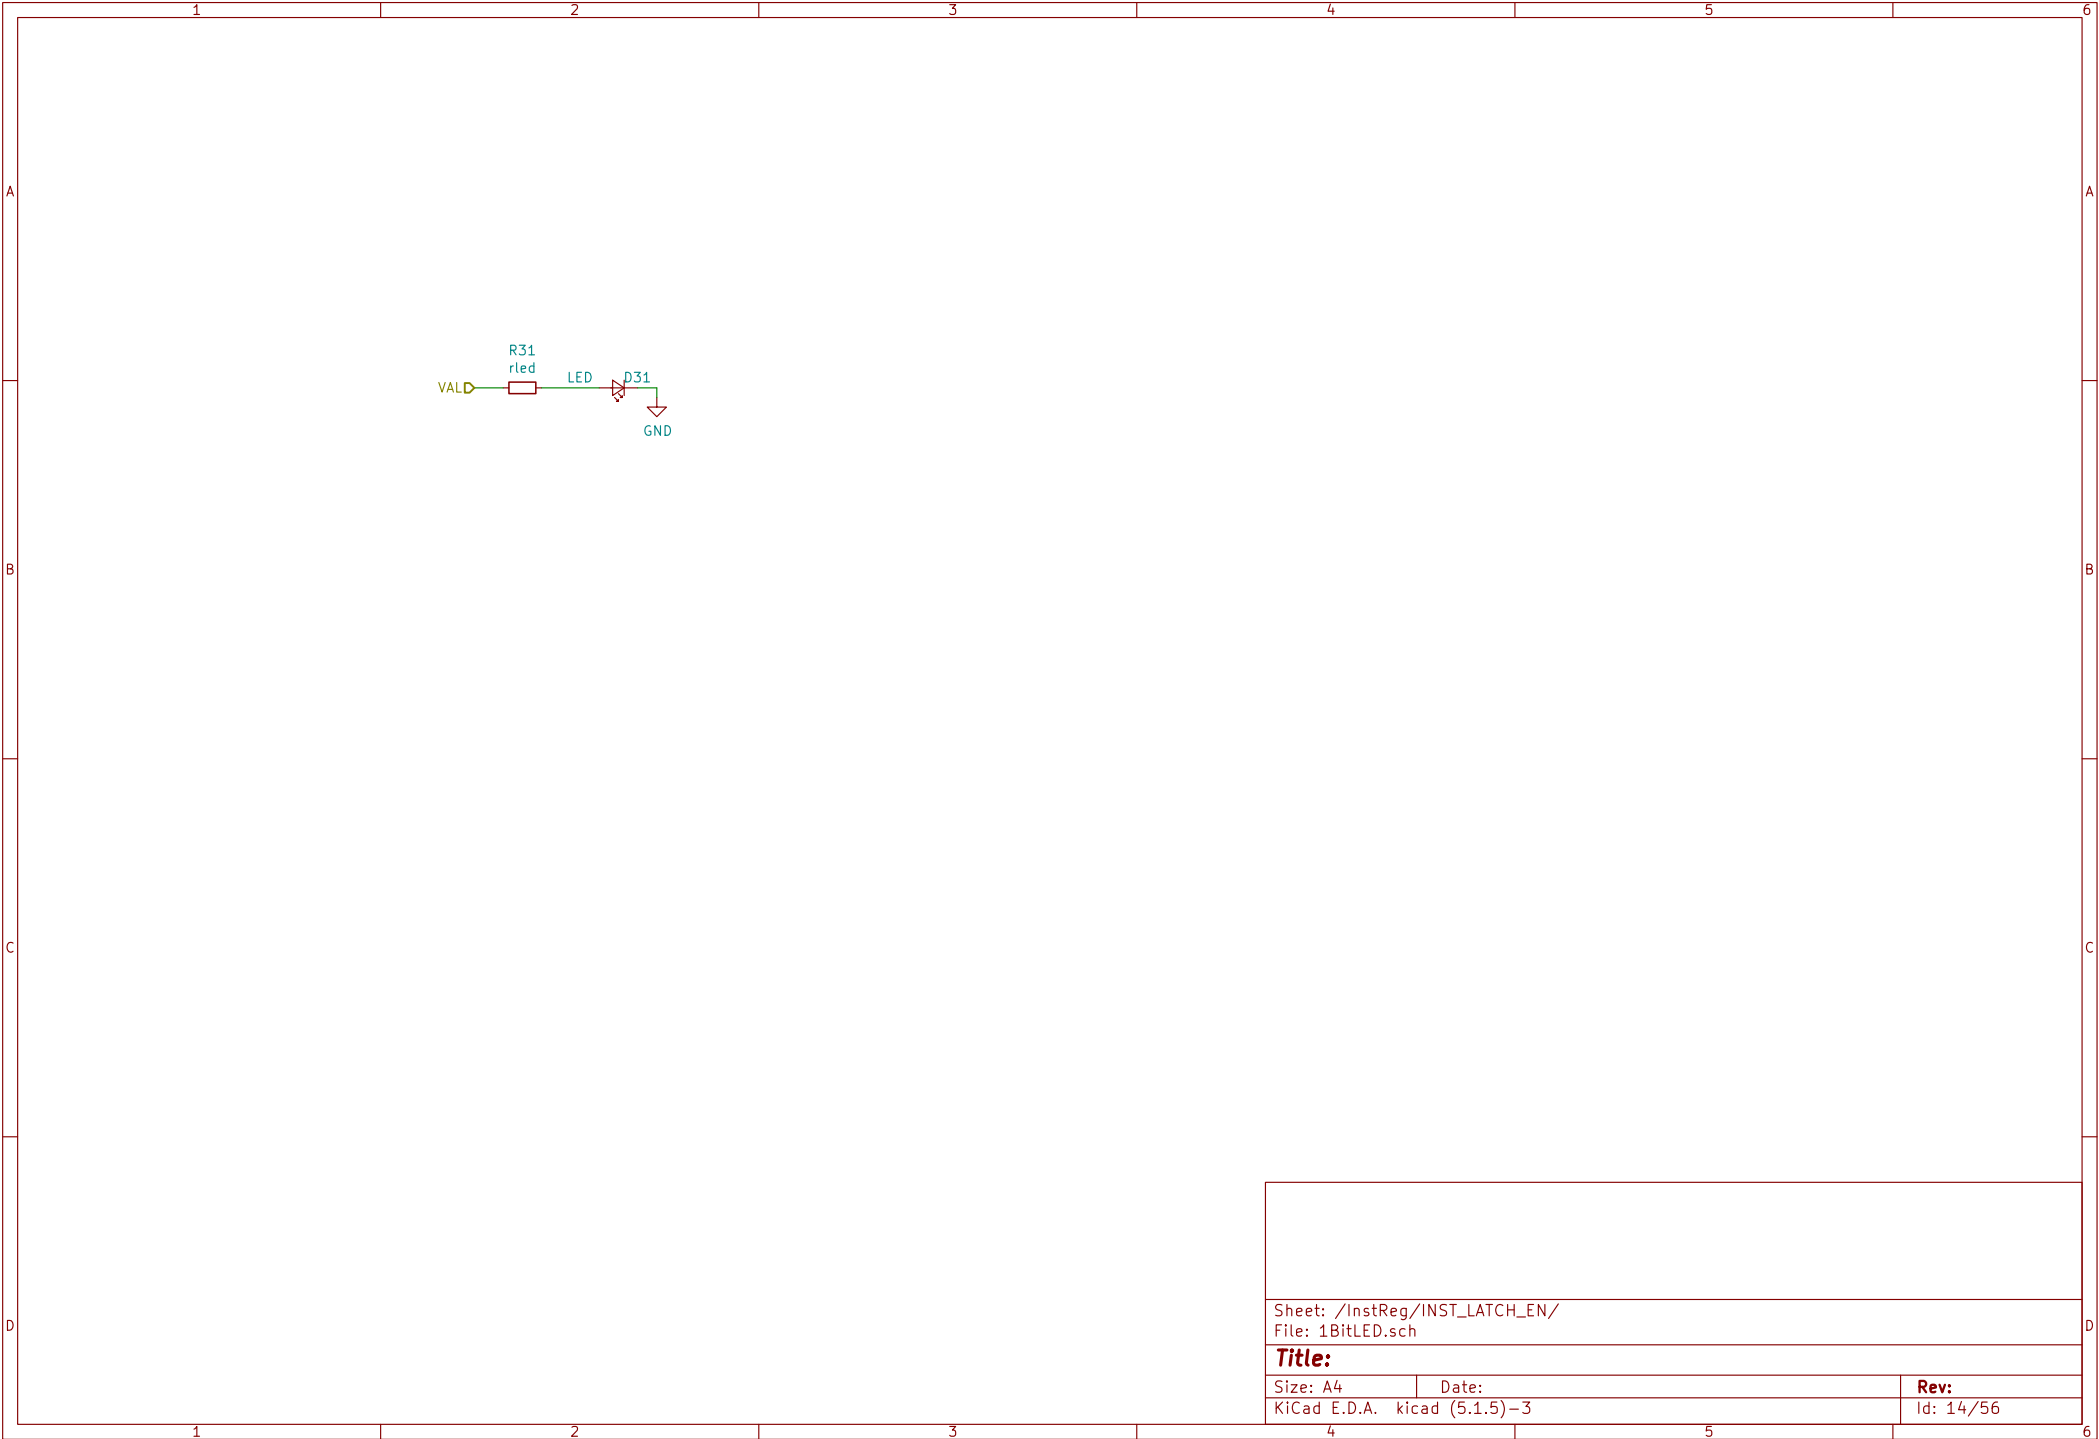 1 2 3 4 5 6
A A
R31
rled
VAL LED D31
GND
B B
C C
Sheet: /InstReg/INST_LATCH_EN/
File: 1BitLED.sch
D D
Title:
Size: A4 Date: Rev:
KiCad E.D.A. kicad (5.1.5)-3 Id: 14/56
1 2 3 4 5 6